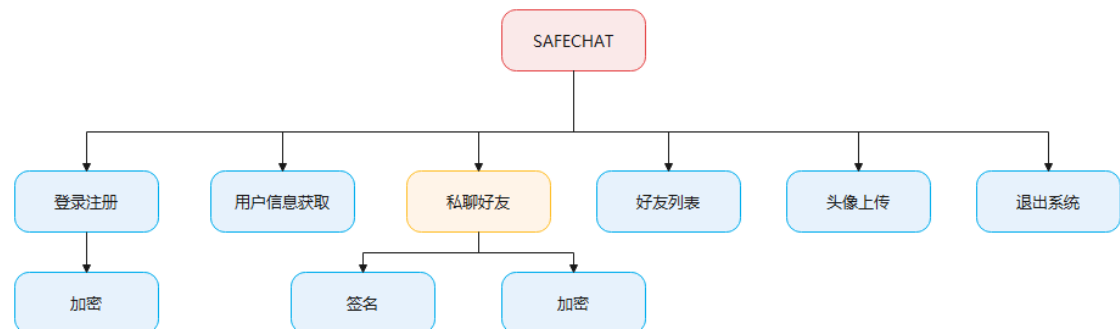 SAFECHAT
登录注册
用户信息获取
私聊好友
好友列表
头像上传
退出系统
加密
签名
加密